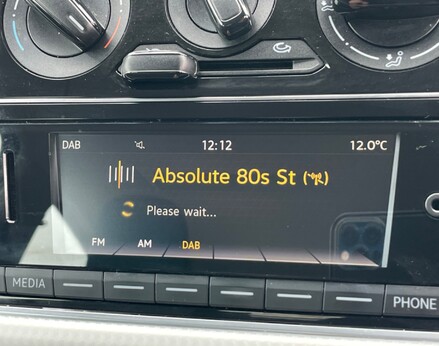 DAB 12:12 12.0°C
Absolute 80s St
Please wait...
FM AM DAB
MEDIA PHONE